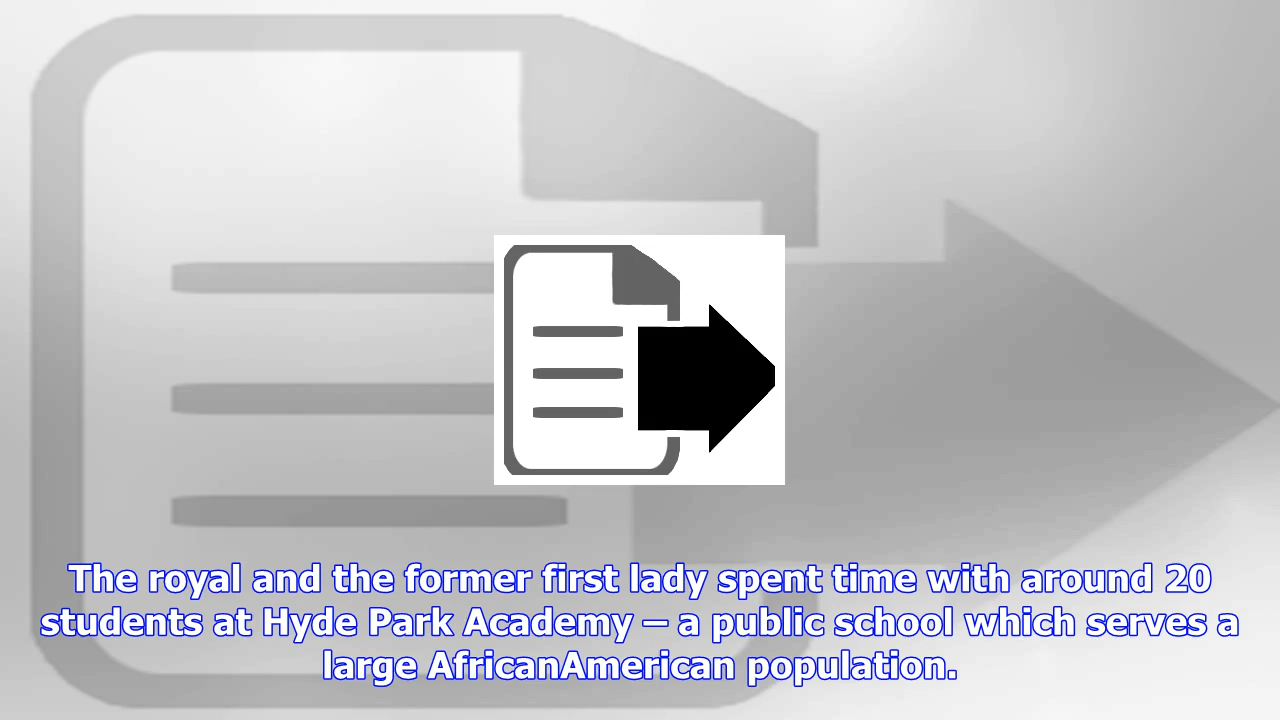 The royal and the former first lady spent time with around 20
students at Hyde Park Academy – a public school which serves a
large AfricanAmerican population.